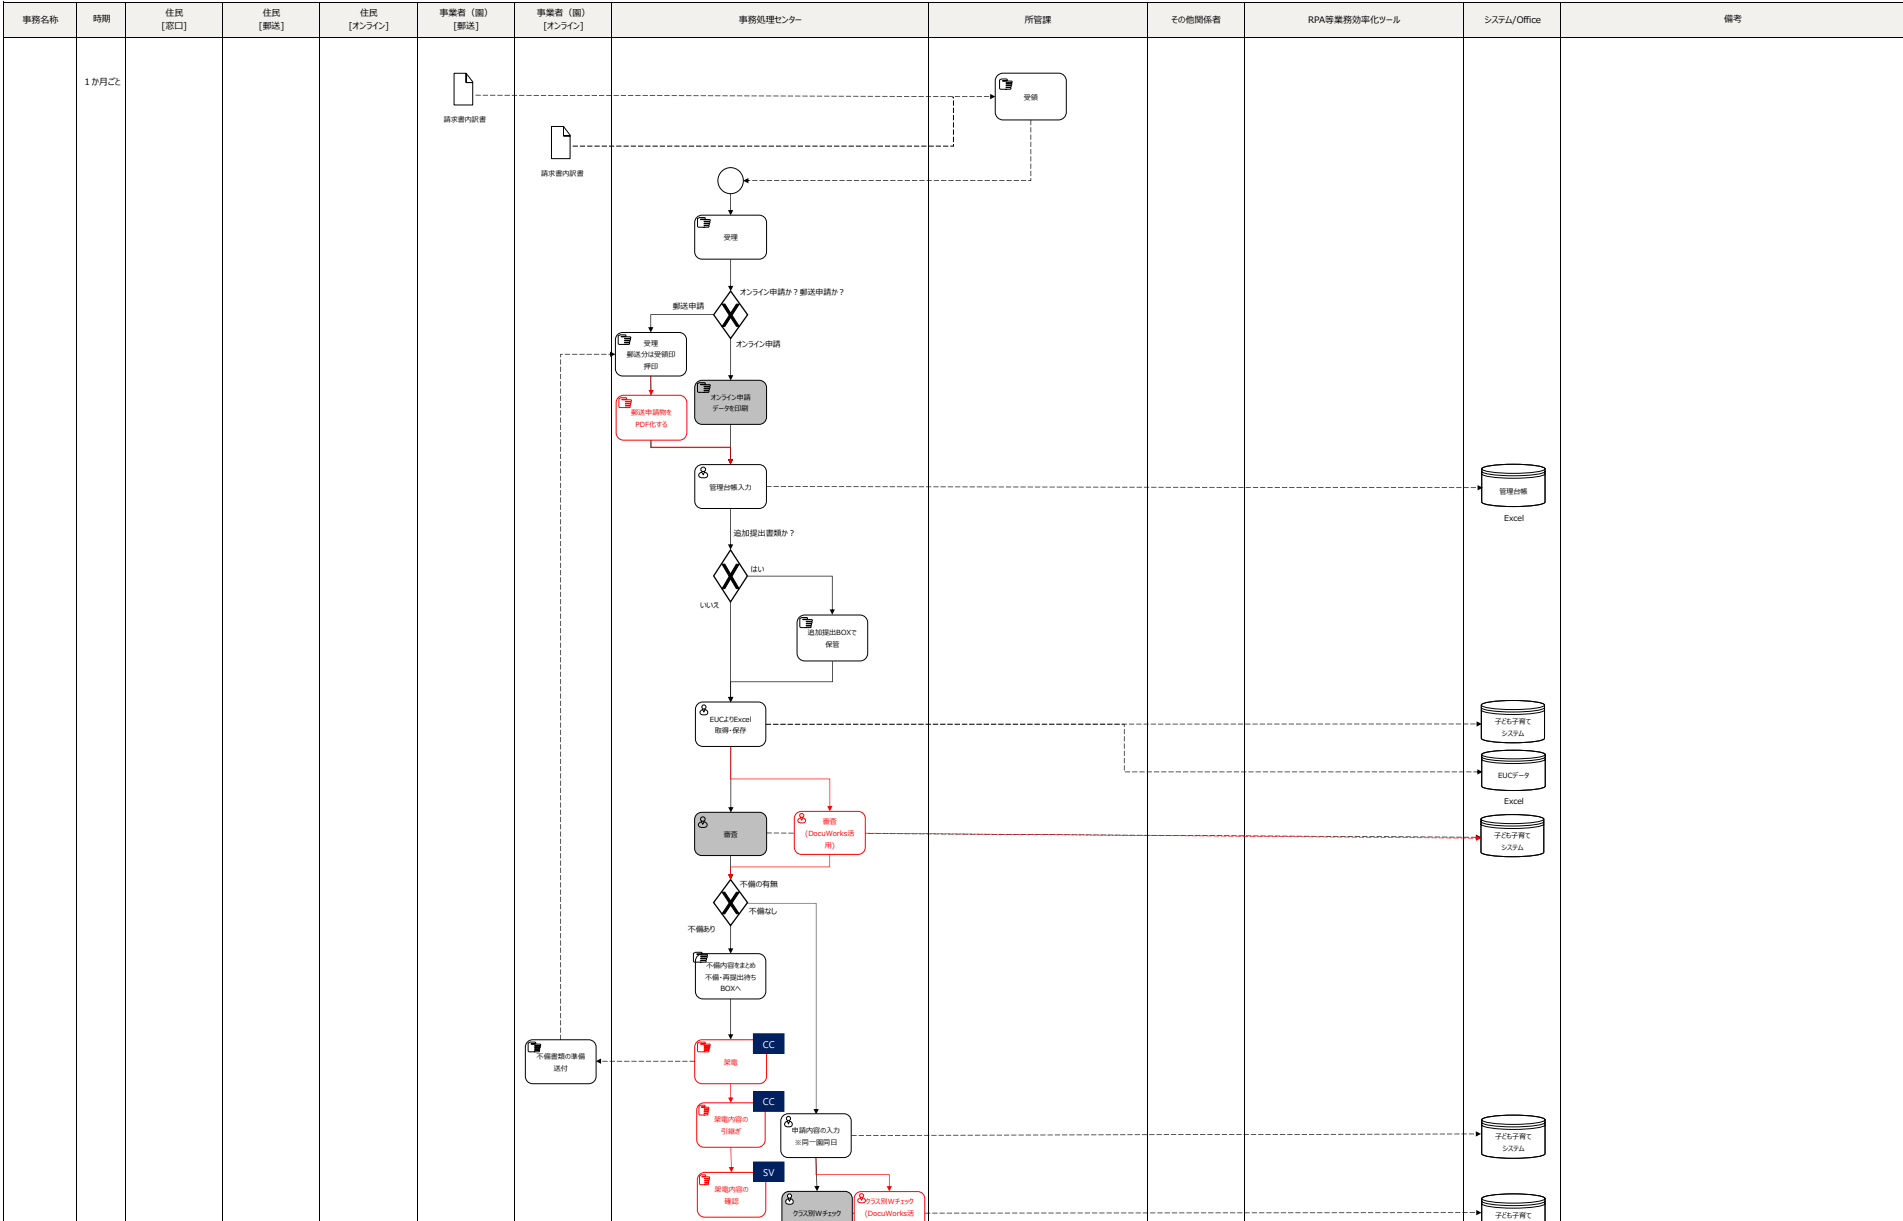 事務名称
時期
住民
[窓口]
住民
[郵送]
住民
[オンライン]
事業者（園）
[郵送]
事業者（園）
[オンライン]
事務処理センター
所管課
その他関係者
RPA等業務効率化ツール
システム/Office
備考
１か月ごと
請求書内訳書
受領
請求書内訳書
受理
オンライン申請か？郵送申請か？
郵送申請
オンライン申請
受理
郵送分は受領印
押印
オンライン申請
データを印刷
郵送申請物を
PDF化する
管理台帳入力
管理台帳
Excel
追加提出書類か？
はい
いいえ
追加提出BOXで
保管
EUCよりExcel
取得・保存
子ども子育て
システム
EUCデータ
Excel
審査
審査
(DocuWorks活
用)
子ども子育て
システム
不備の有無
不備なし
不備あり
不備内容をまとめ
不備・再提出待ち
BOXへ
CC
架電
不備書類の準備
送付
CC
架電内容の
引継ぎ
申請内容の入力
※同一園同日
子ども子育て
システム
SV
架電内容の
確認
クラス別Wチェック
クラス別Wチェック
(DocuWorks活
子ども子育て